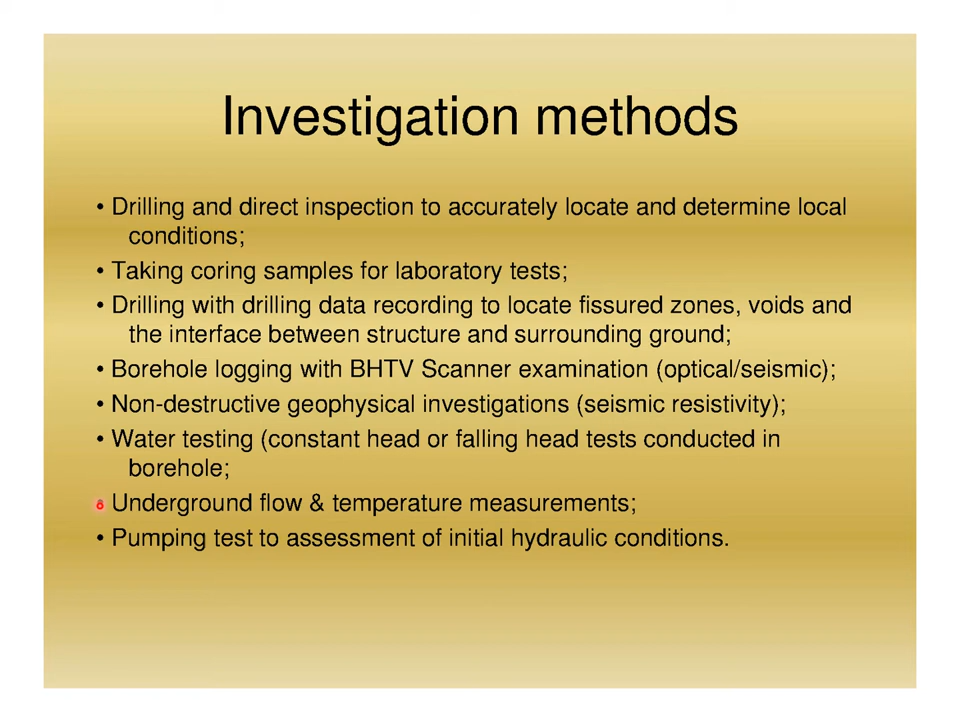 Investigation methods
• Drilling and direct inspection to accurately locate and determine local
conditions;
• Taking coring samples for laboratory tests;
• Drilling with drilling data recording to locate fissured zones, voids and
the interface between structure and surrounding ground;
• Borehole logging with BHTV Scanner examination (optical/seismic);
• Non-destructive geophysical investigations (seismic resistivity);
• Water testing (constant head or falling head tests conducted in
borehole;
• Underground flow & temperature measurements;
• Pumping test to assessment of initial hydraulic conditions.